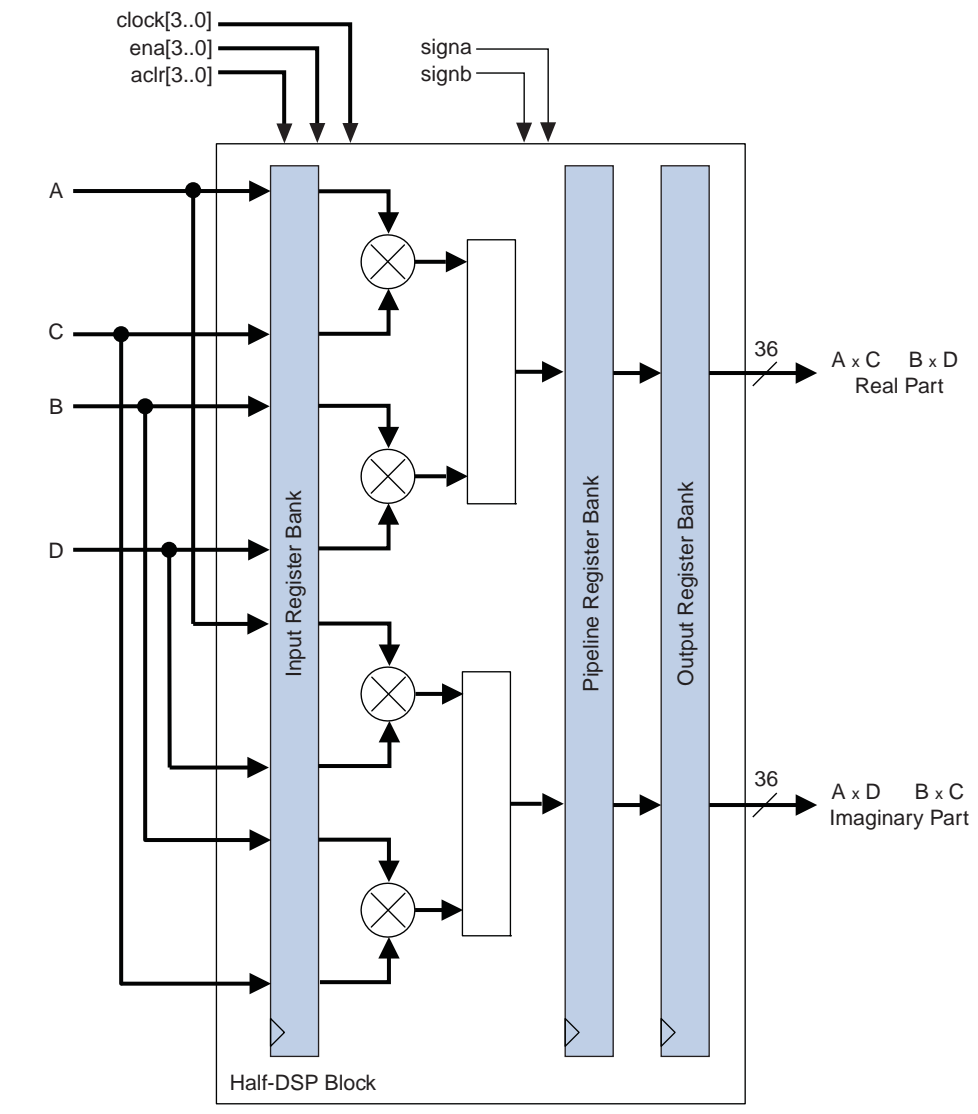 clock[3..0]
ena[3..0]
aclr[3..0]
signa
signb
A
C
B
D
Input Register Bank
Pipeline Register Bank
Output Register Bank
36
A x C B x D
Real Part
36
A x D B x C
Imaginary Part
Half-DSP Block